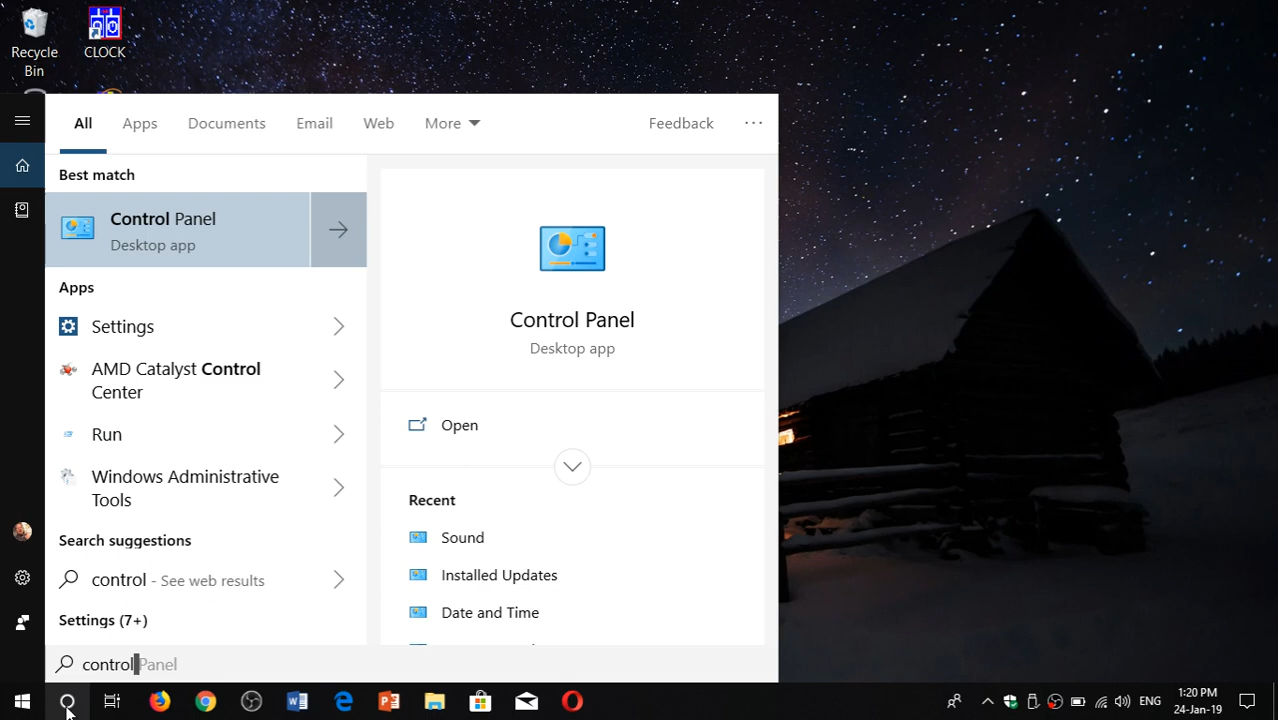 Recycle
Bin
CLOCK
All Apps Documents Email Web More Feedback ...
Best match
Control Panel
Desktop app
Apps
Settings
AMD Catalyst Control
Center
Run
Windows Administrative
Tools
Search suggestions
control - See web results
Settings (7+)
control Panel
Control Panel
Desktop app
Open
Recent
Sound
Installed Updates
Date and Time
ENG
1:20 PM
24-Jan-19